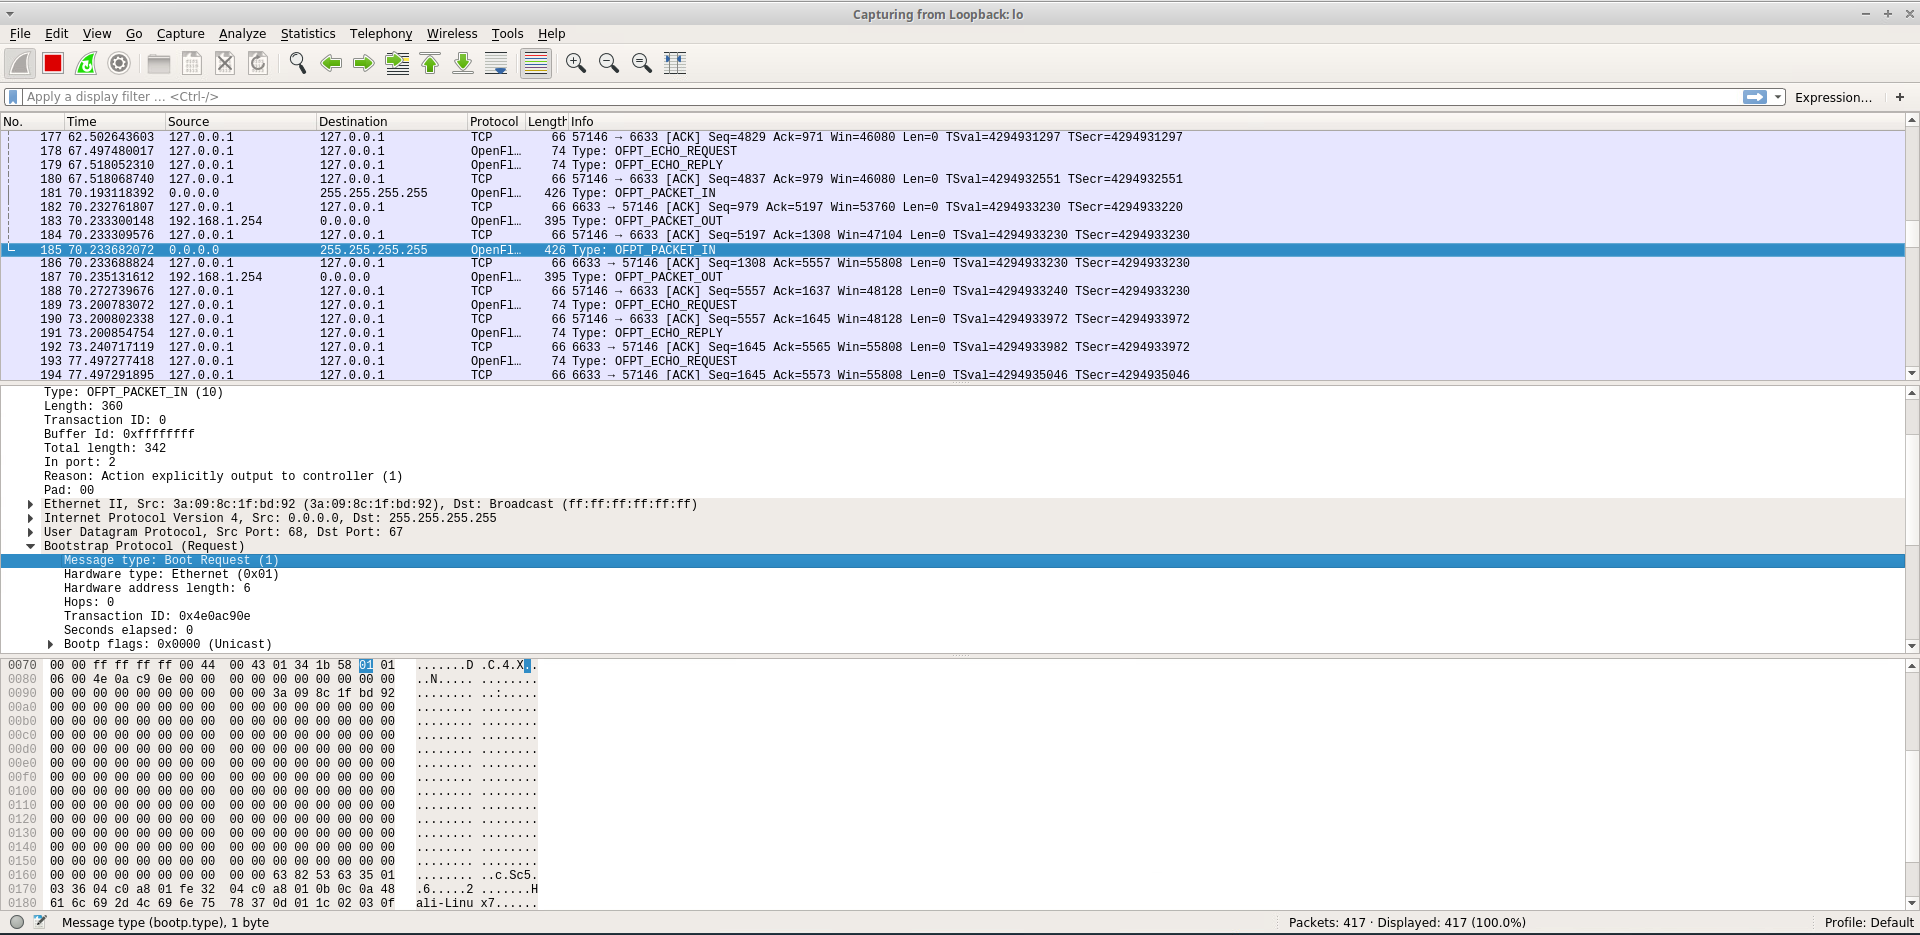 Capturing from Loopback: lo
File Edit View Go Capture Analyze Statistics Telephony Wireless Tools Help
Apply a display filter ... <Ctrl-/> Expression... +
No. Time Source Destination Protocol Length Info
177 62.502643603 127.0.0.1 127.0.0.1 TCP 66 57146 → 6633 [ACK] Seq=4829 Ack=971 Win=46080 Len=0 TSval=4294931297 TSecr=4294931297
178 67.497480017 127.0.0.1 127.0.0.1 OpenFl… 74 Type: OFPT_ECHO_REQUEST
179 67.518052310 127.0.0.1 127.0.0.1 OpenFl… 74 Type: OFPT_ECHO_REPLY
180 67.518068740 127.0.0.1 127.0.0.1 TCP 66 57146 → 6633 [ACK] Seq=4837 Ack=979 Win=46080 Len=0 TSval=4294932551 TSecr=4294932551
181 70.193118392 0.0.0.0 255.255.255.255 OpenFl… 426 Type: OFPT_PACKET_IN
182 70.232761807 127.0.0.1 127.0.0.1 TCP 66 6633 → 57146 [ACK] Seq=979 Ack=5197 Win=53760 Len=0 TSval=4294933230 TSecr=4294933220
183 70.233300148 192.168.1.254 0.0.0.0 OpenFl… 395 Type: OFPT_PACKET_OUT
184 70.233309576 127.0.0.1 127.0.0.1 TCP 66 57146 → 6633 [ACK] Seq=5197 Ack=1308 Win=47104 Len=0 TSval=4294933230 TSecr=4294933230
185 70.233682072 0.0.0.0 255.255.255.255 OpenFl… 426 Type: OFPT_PACKET_IN
186 70.233688824 127.0.0.1 127.0.0.1 TCP 66 6633 → 57146 [ACK] Seq=1308 Ack=5557 Win=55808 Len=0 TSval=4294933230 TSecr=4294933230
187 70.235131612 192.168.1.254 0.0.0.0 OpenFl… 395 Type: OFPT_PACKET_OUT
188 70.272739676 127.0.0.1 127.0.0.1 TCP 66 57146 → 6633 [ACK] Seq=5557 Ack=1637 Win=48128 Len=0 TSval=4294933240 TSecr=4294933230
189 73.200783072 127.0.0.1 127.0.0.1 OpenFl… 74 Type: OFPT_ECHO_REQUEST
190 73.200802338 127.0.0.1 127.0.0.1 TCP 66 57146 → 6633 [ACK] Seq=5557 Ack=1645 Win=48128 Len=0 TSval=4294933972 TSecr=4294933972
191 73.200854754 127.0.0.1 127.0.0.1 OpenFl… 74 Type: OFPT_ECHO_REPLY
192 73.240717119 127.0.0.1 127.0.0.1 TCP 66 6633 → 57146 [ACK] Seq=1645 Ack=5565 Win=55808 Len=0 TSval=4294933982 TSecr=4294933972
193 77.497277418 127.0.0.1 127.0.0.1 OpenFl… 74 Type: OFPT_ECHO_REQUEST
194 77.497291895 127.0.0.1 127.0.0.1 TCP 66 6633 → 57146 [ACK] Seq=1645 Ack=5573 Win=55808 Len=0 TSval=4294935046 TSecr=4294935046
Type: OFPT_PACKET_IN (10)
Length: 360
Transaction ID: 0
Buffer Id: 0xffffffff
Total length: 342
In port: 2
Reason: Action explicitly output to controller (1)
Pad: 00
Ethernet II, Src: 3a:09:8c:1f:bd:92 (3a:09:8c:1f:bd:92), Dst: Broadcast (ff:ff:ff:ff:ff:ff)
Internet Protocol Version 4, Src: 0.0.0.0, Dst: 255.255.255.255
User Datagram Protocol, Src Port: 68, Dst Port: 67
Bootstrap Protocol (Request)
Message type: Boot Request (1)
Hardware type: Ethernet (0x01)
Hardware address length: 6
Hops: 0
Transaction ID: 0x4e0ac90e
Seconds elapsed: 0
Bootp flags: 0x0000 (Unicast)
0070 00 00 ff ff ff ff 00 44 00 43 01 34 1b 58 01 01 .......D .C.4.X..
0080 06 00 4e 0a c9 0e 00 00 00 00 00 00 00 00 00 00 ..N..... ........
0090 00 00 00 00 00 00 00 00 00 00 3a 09 8c 1f bd 92 ........ ..:.....
00a0 00 00 00 00 00 00 00 00 00 00 00 00 00 00 00 00 ........ ........
00b0 00 00 00 00 00 00 00 00 00 00 00 00 00 00 00 00 ........ ........
00c0 00 00 00 00 00 00 00 00 00 00 00 00 00 00 00 00 ........ ........
00d0 00 00 00 00 00 00 00 00 00 00 00 00 00 00 00 00 ........ ........
00e0 00 00 00 00 00 00 00 00 00 00 00 00 00 00 00 00 ........ ........
00f0 00 00 00 00 00 00 00 00 00 00 00 00 00 00 00 00 ........ ........
0100 00 00 00 00 00 00 00 00 00 00 00 00 00 00 00 00 ........ ........
0110 00 00 00 00 00 00 00 00 00 00 00 00 00 00 00 00 ........ ........
0120 00 00 00 00 00 00 00 00 00 00 00 00 00 00 00 00 ........ ........
0130 00 00 00 00 00 00 00 00 00 00 00 00 00 00 00 00 ........ ........
0140 00 00 00 00 00 00 00 00 00 00 00 00 00 00 00 00 ........ ........
0150 00 00 00 00 00 00 00 00 00 00 00 00 00 00 00 00 ........ ........
0160 00 00 00 00 00 00 00 00 00 00 63 82 53 63 35 01 ........ ..c.Sc5.
0170 03 36 04 c0 a8 01 fe 32 04 c0 a8 01 0b 0c 0a 48 .6.....2 .......H
0180 61 6c 69 2d 4c 69 6e 75 78 37 0d 01 1c 02 03 0f ali-Linu x7......
Message type (bootp.type), 1 byte Packets: 417 · Displayed: 417 (100.0%) Profile: Default